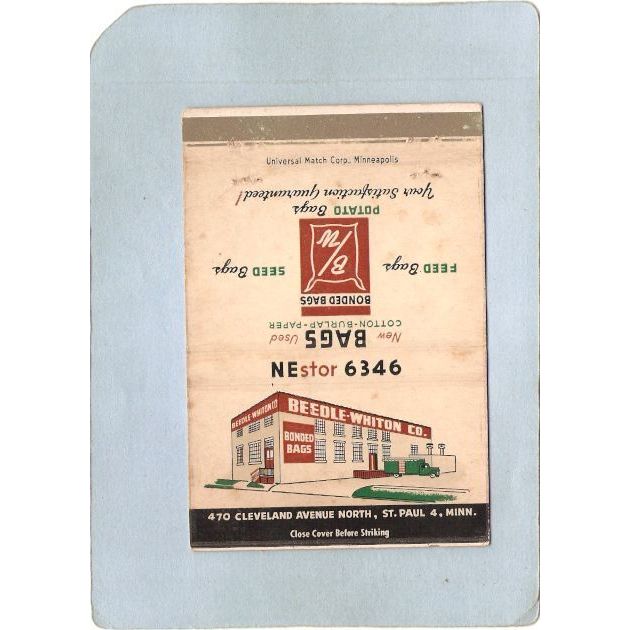 Universal Match Corp., Minneapolis
Your Satisfaction Guaranteed!
POTATO Bags
FEED Bags
SEED Bags
B/W
BONDED BAGS
New BAGS Used
COTTON-BURLAP-PAPER
NEstor 6346
BEEDLE-WHITON CO.
BEEDLE-WHITON CO.
BONDED
BAGS
470 CLEVELAND AVENUE NORTH, ST. PAUL 4, MINN.
Close Cover Before Striking